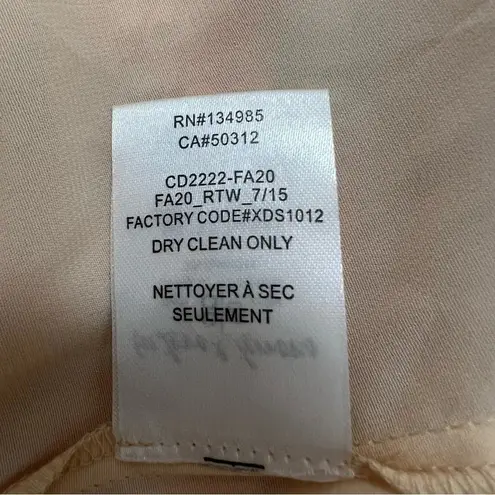 RN#134985
CA#50312
CD2222-FA20
FA20_RTW_7/15
FACTORY CODE#XDS1012
DRY CLEAN ONLY
NETTOYER À SEC
SEULEMENT